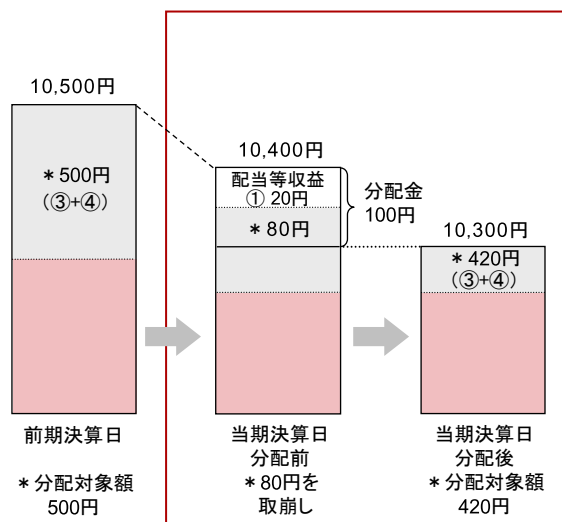 10,500円
＊500円
(③+④)
前期決算日
＊分配対象額
500円
10,400円
配当等収益
① 20円
＊80円
分配金
100円
当期決算日
分配前
＊80円を
取崩し
10,300円
＊420円
(③+④)
当期決算日
分配後
＊分配対象額
420円